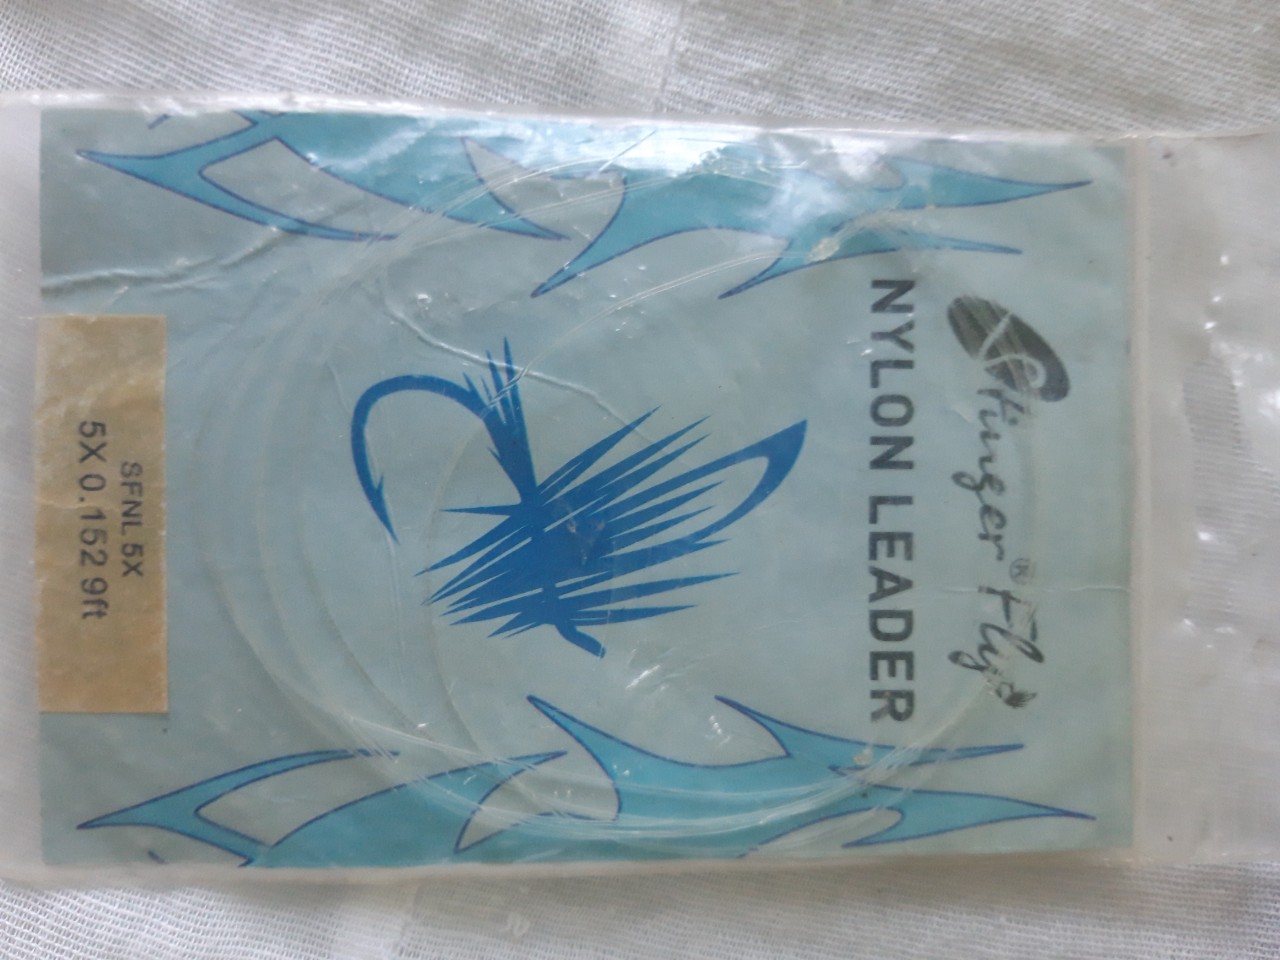 Stinger Fly®
NYLON LEADER
SFNL 5X
5X 0.152 9ft